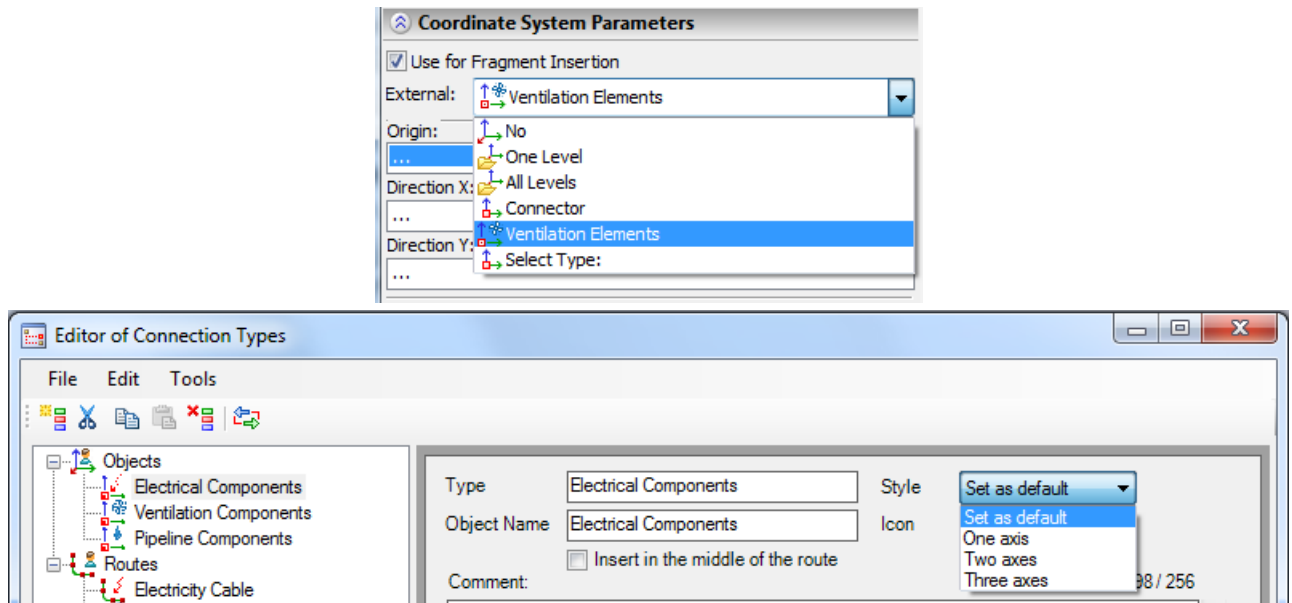 Coordinate System Parameters
Use for Fragment Insertion
External: Ventilation Elements
Origin: No
... One Level
Direction X: All Levels
... Connector
Ventilation Elements
Direction Y: Select Type:
...
Editor of Connection Types
File Edit Tools
Objects
Electrical Components
Ventilation Components
Pipeline Components
Routes
Electricity Cable
Type Electrical Components Style Set as default
Object Name Electrical Components Icon Set as default
One axis
Insert in the middle of the route Two axes
Comment: Three axes 98 / 256